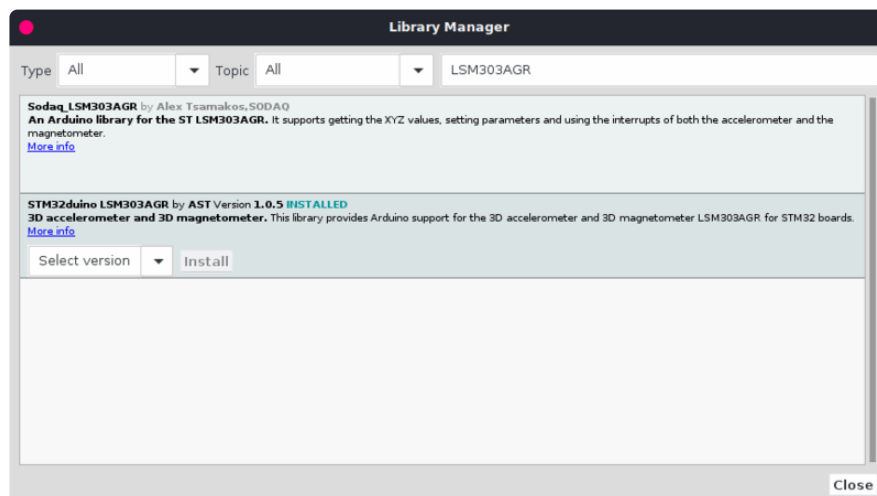 Library Manager
Type All Topic All LSM303AGR
Sodaq_LSM303AGR by Alex Tsamakos,SODAQ
An Arduino library for the ST LSM303AGR. It supports getting the XYZ values, setting parameters and using the interrupts of both the accelerometer and the
magnetometer.
More info
STM32duino LSM303AGR by AST Version 1.0.5 INSTALLED
3D accelerometer and 3D magnetometer. This library provides Arduino support for the 3D accelerometer and 3D magnetometer LSM303AGR for STM32 boards.
More info
Select version Install
Close